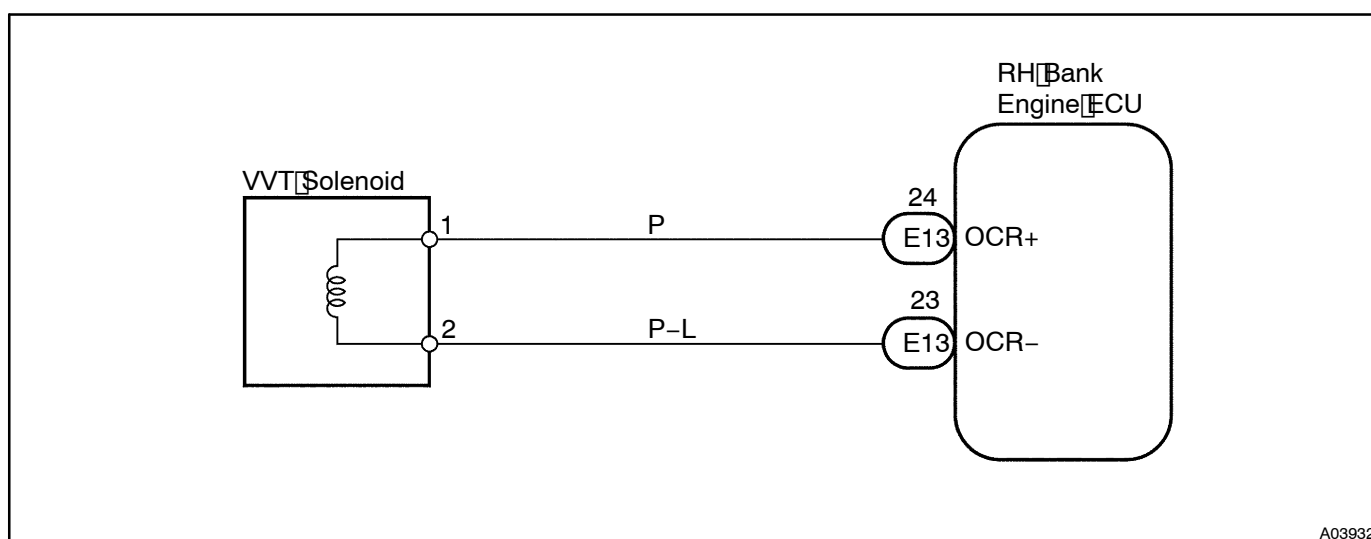 RH Bank
Engine ECU
VVT Solenoid
24
1
P
E13
OCR+
23
2
P−L
E13
OCR−
A03932